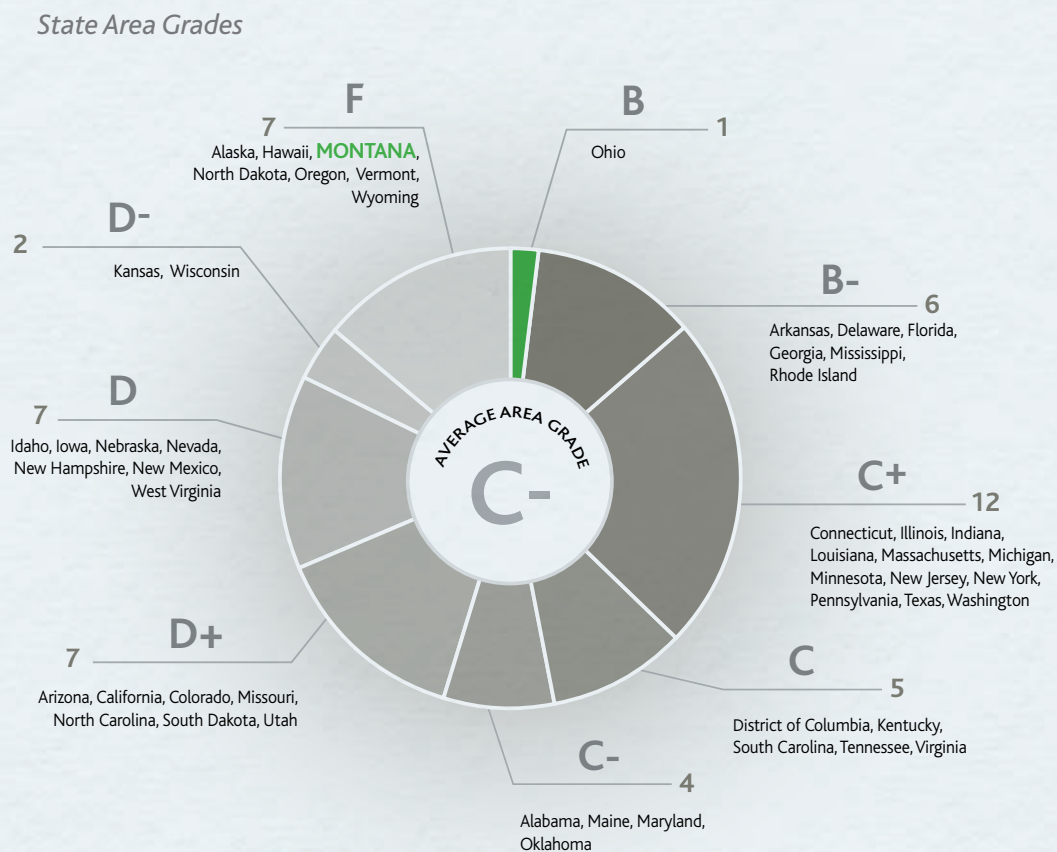 State Area Grades
F
7
Alaska, Hawaii, MONTANA,
North Dakota, Oregon, Vermont,
Wyoming
B
1
Ohio
D-
2
Kansas, Wisconsin
B-
6
Arkansas, Delaware, Florida,
Georgia, Mississippi,
Rhode Island
D
7
Idaho, Iowa, Nebraska, Nevada,
New Hampshire, New Mexico,
West Virginia
AVERAGE AREA GRADE
C-
C+
12
Connecticut, Illinois, Indiana,
Louisiana, Massachusetts, Michigan,
Minnesota, New Jersey, New York,
Pennsylvania, Texas, Washington
D+
7
Arizona, California, Colorado, Missouri,
North Carolina, South Dakota, Utah
C
5
District of Columbia, Kentucky,
South Carolina, Tennessee, Virginia
C-
4
Alabama, Maine, Maryland,
Oklahoma